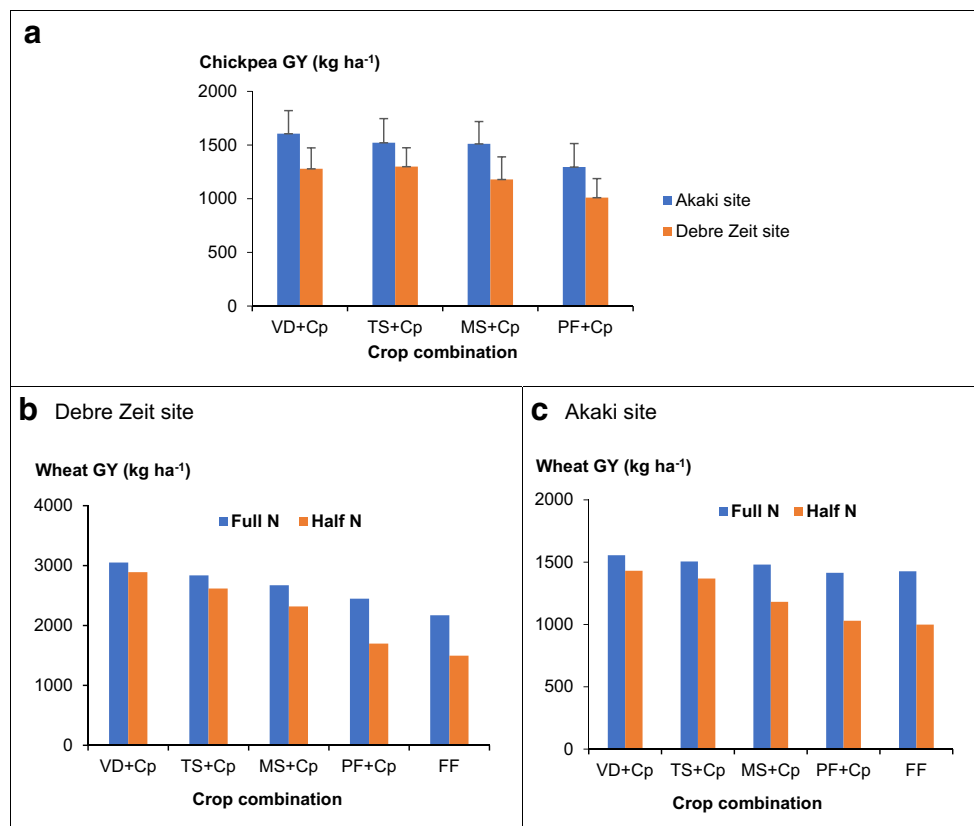 a
Chickpea GY (kg ha⁻¹)
2000
1500
1000
500
0
VD+Cp TS+Cp MS+Cp PF+Cp
Crop combination
Akaki site
Debre Zeit site
b Debre Zeit site
Wheat GY (kg ha⁻¹)
4000
3000
2000
1000
0
Full N Half N
VD+Cp TS+Cp MS+Cp PF+Cp FF
Crop combination
c Akaki site
Wheat GY (kg ha⁻¹)
2000
1500
1000
500
0
Full N Half N
VD+Cp TS+Cp MS+Cp PF+Cp FF
Crop combination